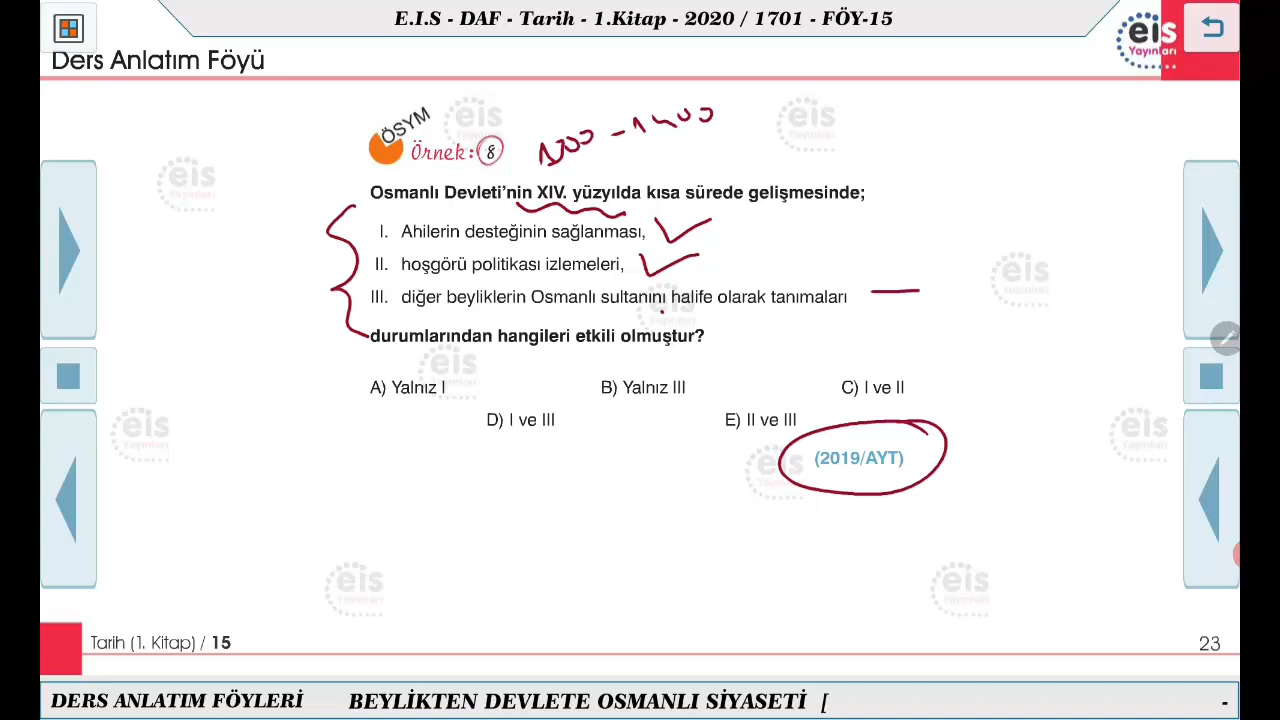 E.I.S - DAF - Tarih - 1.Kitap - 2020 / 1701 - FÖY-15
eis
Yayınları
Ders Anlatım Föyü
ÖSYM
Örnek: 8
1300 - 1400
Osmanlı Devleti'nin XIV. yüzyılda kısa sürede gelişmesinde;
I. Ahilerin desteğinin sağlanması,
II. hoşgörü politikası izlemeleri,
III. diğer beyliklerin Osmanlı sultanını halife olarak tanımaları
durumlarından hangileri etkili olmuştur?
A) Yalnız I B) Yalnız III C) I ve II
D) I ve III E) II ve III
(2019/AYT)
Tarih (1. Kitap) / 15
23
DERS ANLATIM FÖYLERİ BEYLİKTEN DEVLETE OSMANLI SİYASETİ [ -